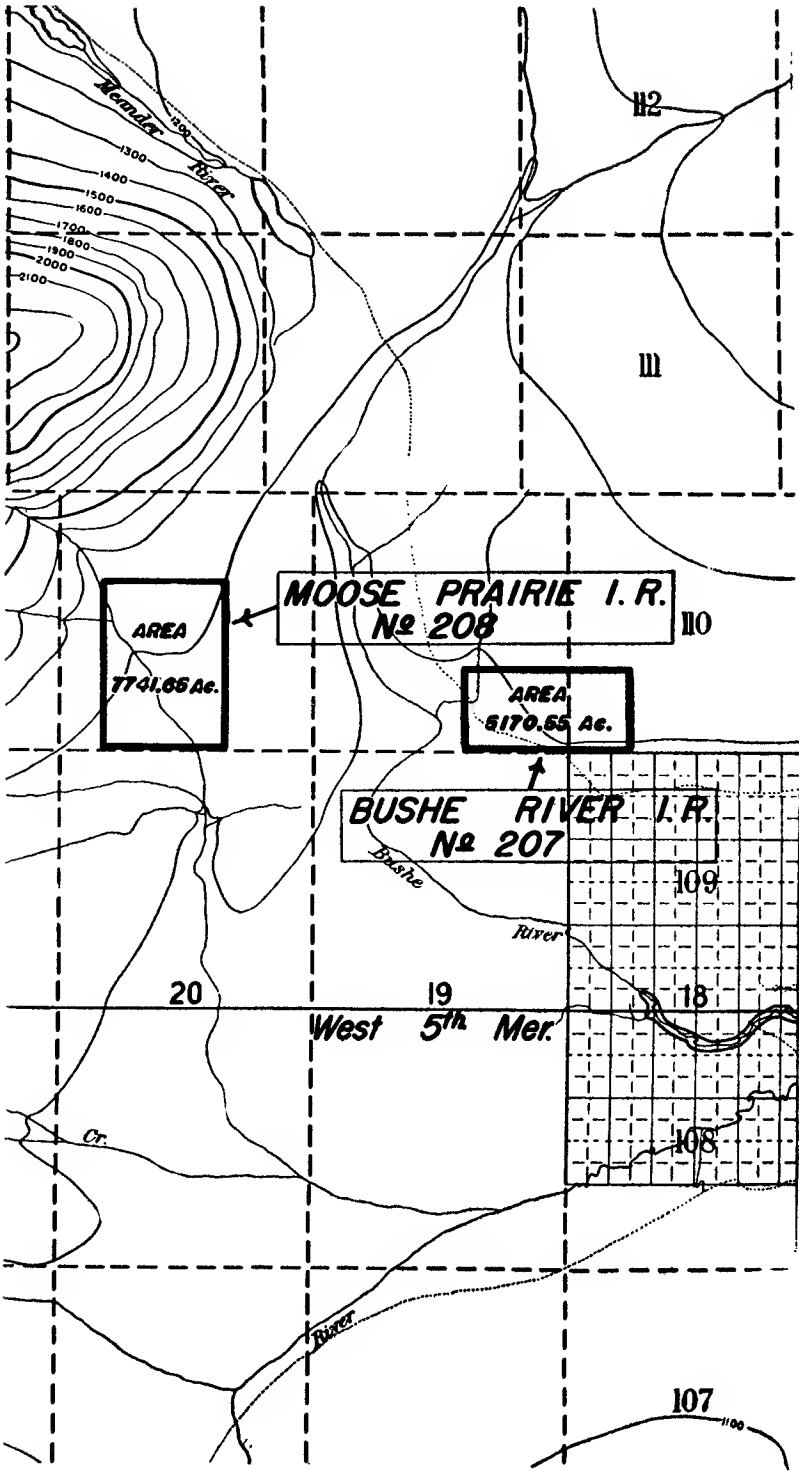 Meander
River
1200
112
1300
1400
1500
1600
1700
1800
1900
2000
2100
111
MOOSE PRAIRIE I.R.
No 208
110
AREA
7741.65 Ac.
AREA
6170.65 Ac.
BUSHE RIVER I.R.
No 207
Bushe
River
109
20
19
18
West 5th Mer.
Cr.
108
River
107
1100